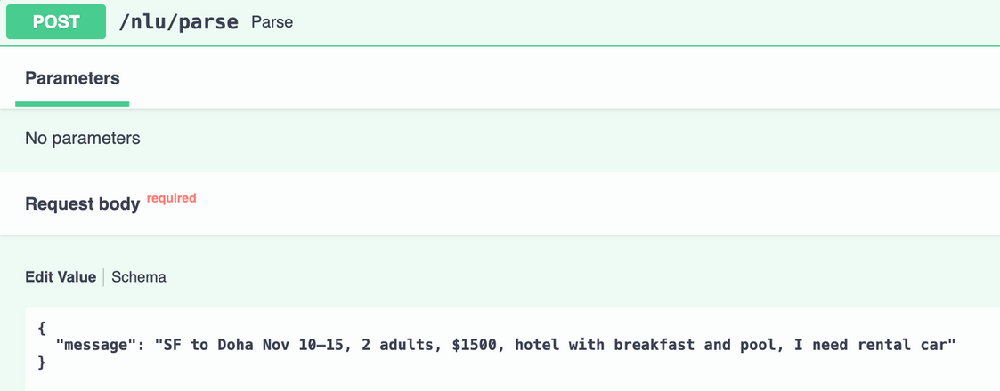 POST /nlu/parse Parse
Parameters
No parameters
Request body required
Edit Value Schema
{
"message": "SF to Doha Nov 10–15, 2 adults, $1500, hotel with breakfast and pool, I need rental car"
}